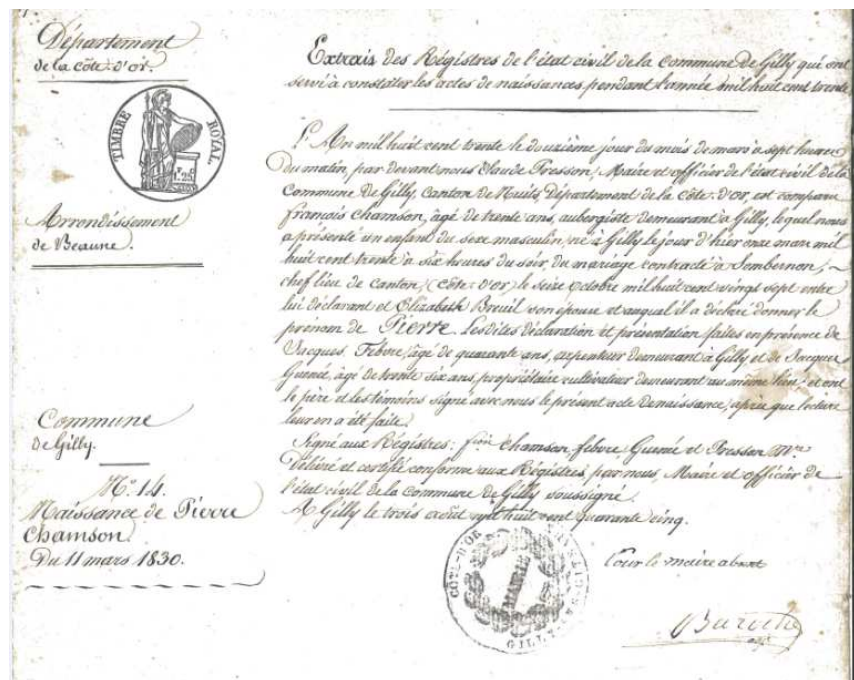 Département
de la Côte-d'or.
TIMBRE ROYAL.
1F. 25c.
Arrondissement
de Beaune.
Commune
de Gilly.
N° 14.
Naissance de Pierre
Chamson.
Du 11 mars 1830.
Extrais des Régistres de l'état civil de la Commune de Gilly qui ont
servi à constater les actes de naissances pendant l'année mil huit cent trente
L'An mil huit cent trente le douzième jour du mois de mars à sept heures
du matin, par devant nous Claude Presson, Maire et officier de l'état civil de la
Commune de Gilly, Canton de Nuits, Département de la Côte-d'or, est comparu
françois Chamson, âgé de trente ans, aubergiste demeurant à Gilly, lequel nous
a présenté un enfant du sexe masculin, né à Gilly le jour d'hier onze mars mil
huit cent trente à six heures du soir, du mariage contracté à Sombernon,
chef lieu de Canton, (Côte-d'or) le seize Octobre mil huit cent vingt sept entre
lui déclarant et Elizabeth Breuil son épouse et auquel il a déclaré donner le
prénom de Pierre. Lesdites déclaration et présentation faites en présence de
Jacques Febvre, âgé de quarante ans, arpenteur demeurant à Gilly et de Jacques
Guiné, âgé de trente six ans, propriétaire cultivateur demeurant au même lieu, et ont
le père et les témoins signé avec nous le présent acte de naissance, après que lecture
leur en a été faite.
Signé aux Régistres: Chamson, febvre, Guiné et Presson Mre
Délivré et certifié conforme aux Régistres, par nous, Maire et officier de
l'état civil de la Commune de Gilly soussigné.
A Gilly le trois août mil huit cent quarante cinq.
Pour le maire absent
CÔTE-D'OR
MAIRIE
GILLY